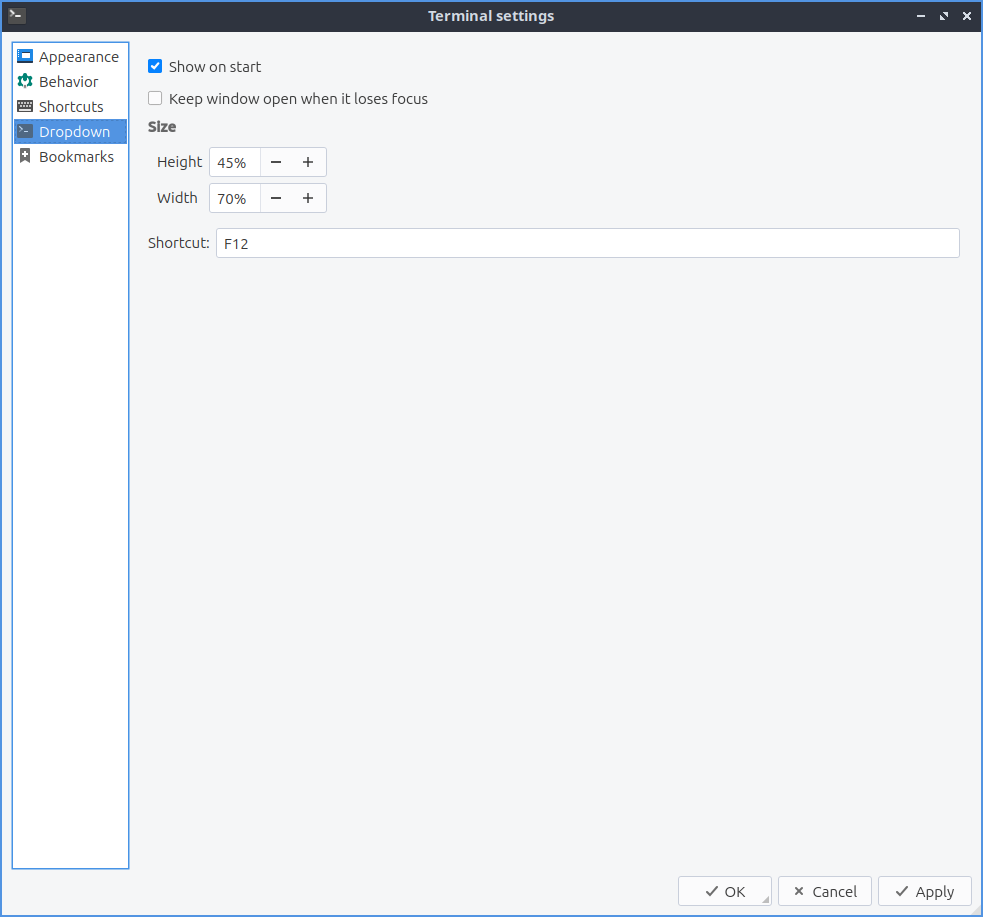 Terminal settings
Appearance
Behavior
Shortcuts
Dropdown
Bookmarks
Show on start
Keep window open when it loses focus
Size
Height 45%
Width 70%
Shortcut: F12
OK Cancel Apply